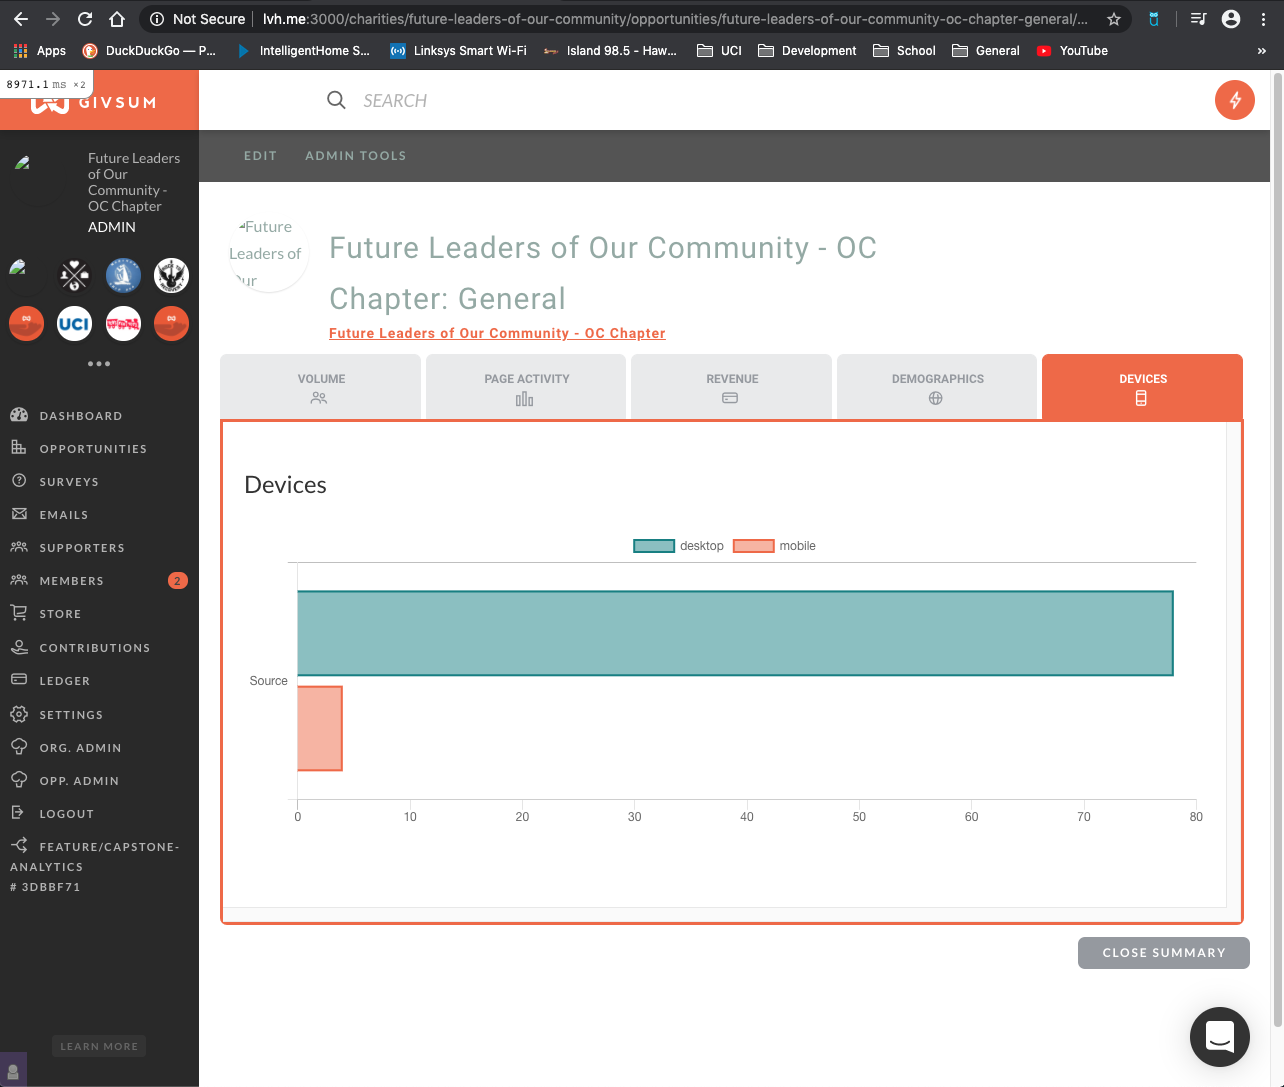 Not Secure | lvh.me:3000/charities/future-leaders-of-our-community/opportunities/future-leaders-of-our-community-oc-chapter-general/...
Apps DuckDuckGo — P... IntelligentHome S... Linksys Smart Wi-Fi Island 98.5 - Haw... UCI Development School General YouTube »
8971.1 ms ×2
GIVSUM
SEARCH
EDIT ADMIN TOOLS
Future Leaders
of Our
Community -
OC Chapter
ADMIN
UCI
DASHBOARD
OPPORTUNITIES
SURVEYS
EMAILS
SUPPORTERS
MEMBERS 2
STORE
CONTRIBUTIONS
LEDGER
SETTINGS
ORG. ADMIN
OPP. ADMIN
LOGOUT
FEATURE/CAPSTONE-
ANALYTICS
# 3DBBF71
LEARN MORE
Future
Leaders of
Our
Future Leaders of Our Community - OC
Chapter: General
Future Leaders of Our Community - OC Chapter
VOLUME PAGE ACTIVITY REVENUE DEMOGRAPHICS DEVICES
Devices
desktop mobile
Source
0 10 20 30 40 50 60 70 80
CLOSE SUMMARY